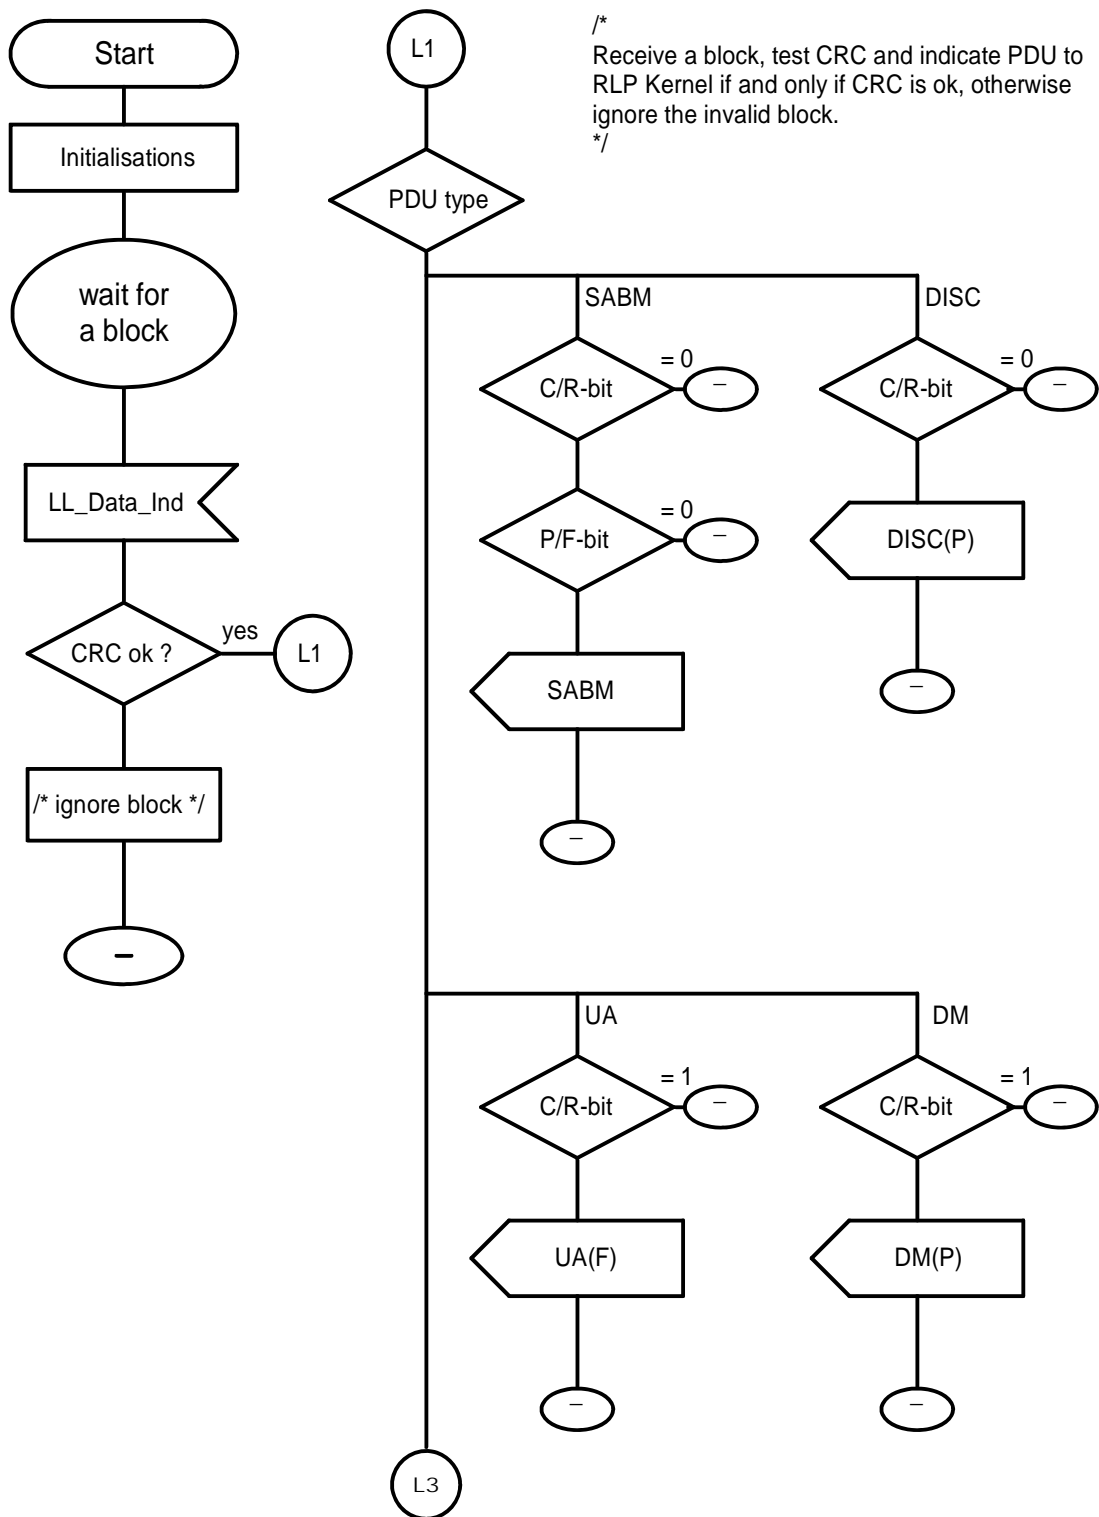 Start
Initialisations
wait for
a block
LL_Data_Ind
CRC ok ?
yes
L1
/* ignore block */
–
L1
/*
Receive a block, test CRC and indicate PDU to
RLP Kernel if and only if CRC is ok, otherwise
ignore the invalid block.
*/
PDU type
SABM
C/R-bit
= 0
–
P/F-bit
= 0
–
SABM
–
DISC
C/R-bit
= 0
–
DISC(P)
–
UA
C/R-bit
= 1
–
UA(F)
–
DM
C/R-bit
= 1
–
DM(P)
–
L3